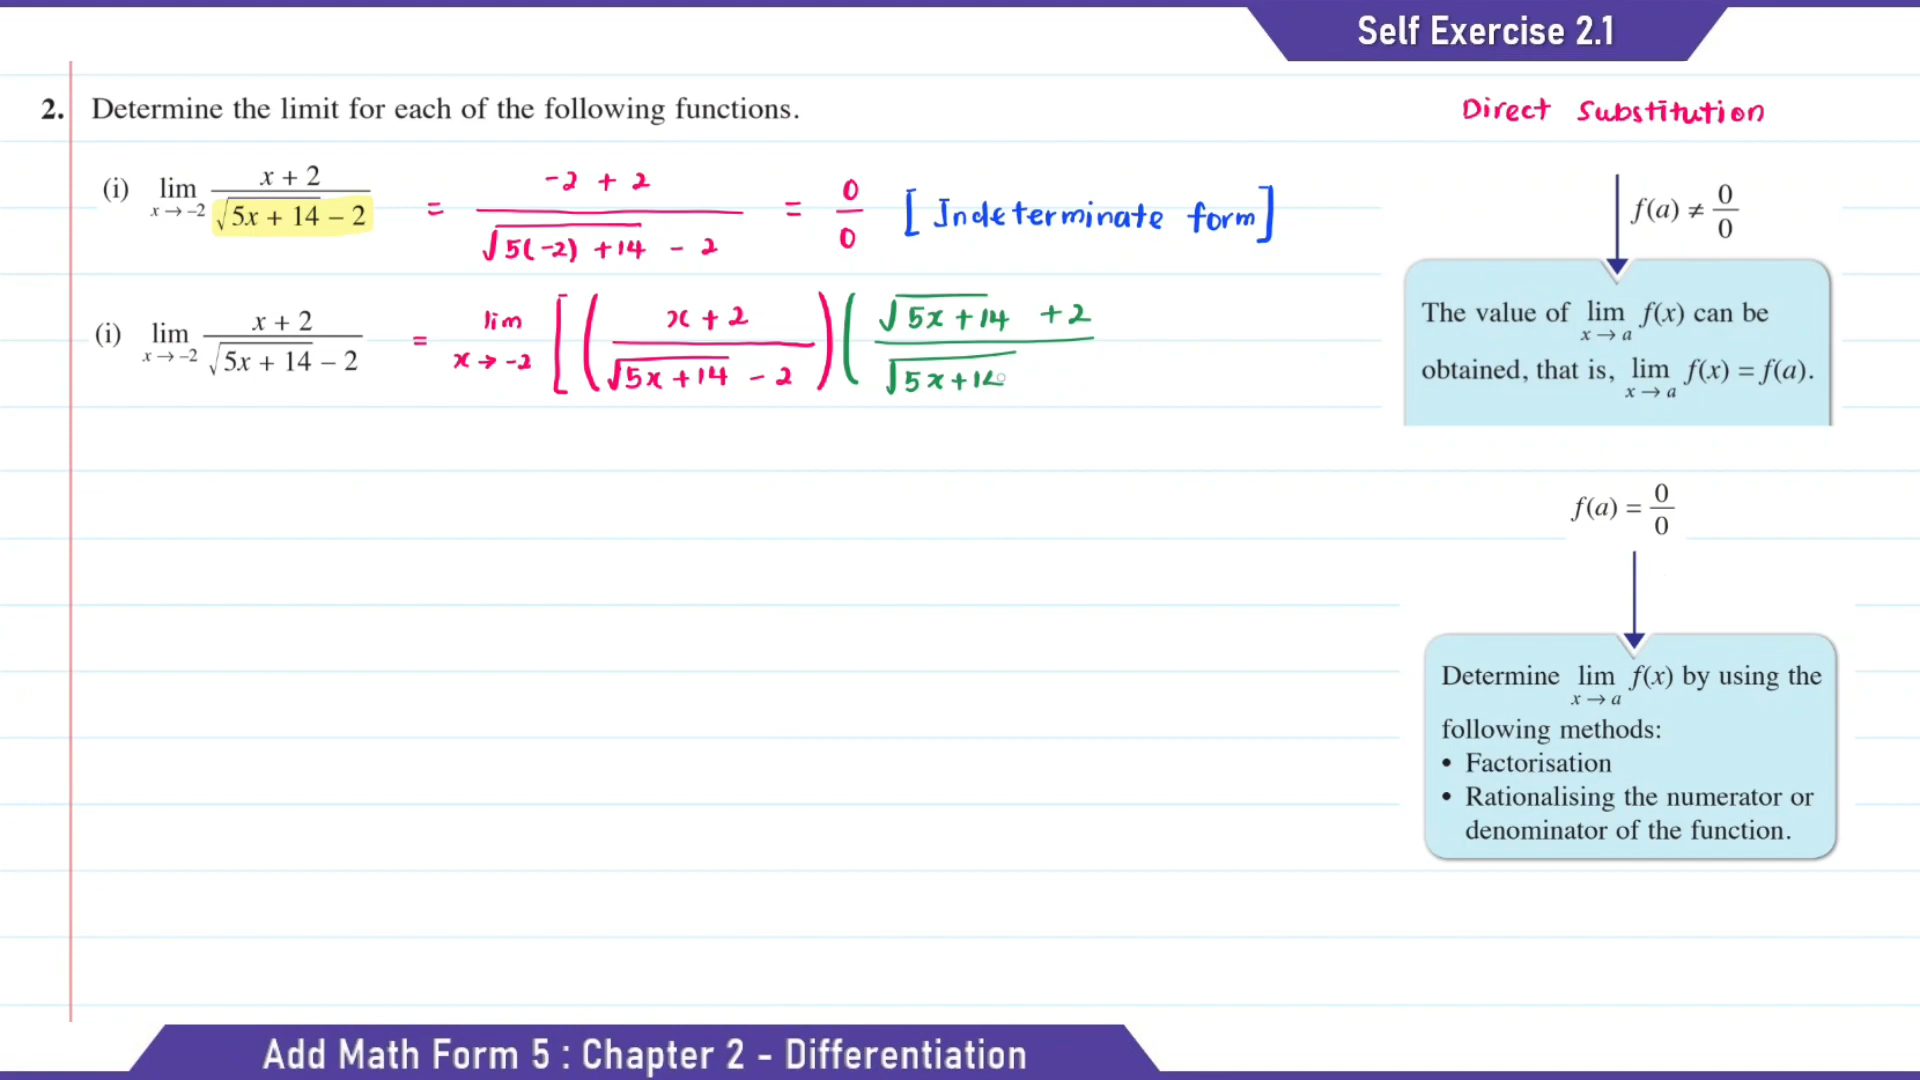 Self Exercise 2.1
2. Determine the limit for each of the following functions.
Direct Substitution
(i) lim x → −2 (x + 2)/(√(5x + 14) − 2) = (-2 + 2)/(√(5(-2) + 14) - 2) = 0/0 [Indeterminate form]
f(a) ≠ 0/0
(i) lim x → −2 (x + 2)/(√(5x + 14) − 2) = lim x → -2 [((x + 2)/(√(5x + 14) - 2)) ((√(5x + 14) + 2)/(√(5x + 14
The value of lim x → a f(x) can be
obtained, that is, lim x → a f(x) = f(a).
f(a) = 0/0
Determine lim x → a f(x) by using the
following methods:
• Factorisation
• Rationalising the numerator or
denominator of the function.
Add Math Form 5 : Chapter 2 - Differentiation